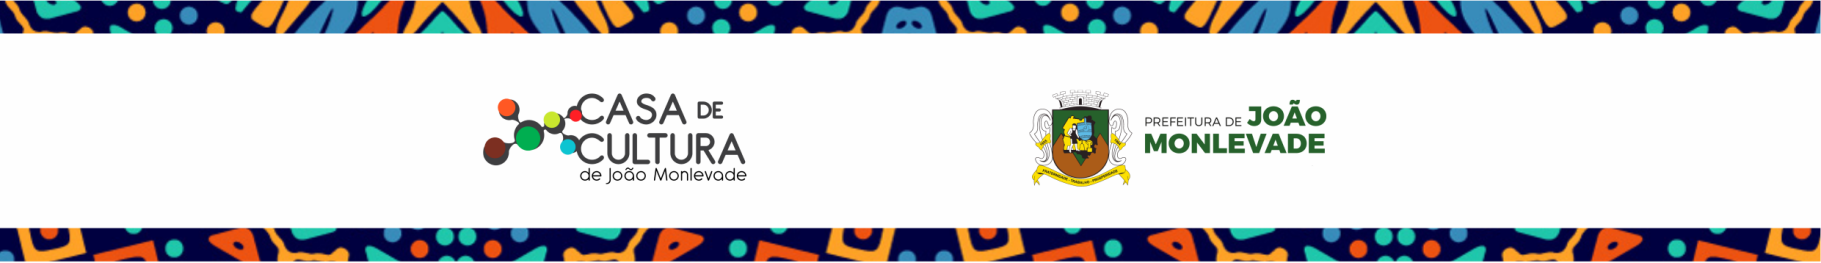 CASA DE
CULTURA
de João Monlevade
PREFEITURA DE JOÃO
MONLEVADE